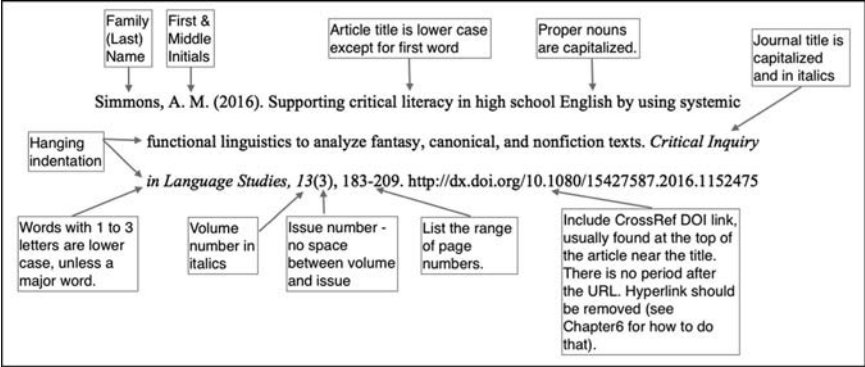 Family
(Last)
Name
First &
Middle
Initials
Article title is lower case
except for first word
Proper nouns
are capitalized.
Journal title is
capitalized
and in italics
Simmons, A. M. (2016). Supporting critical literacy in high school English by using systemic
Hanging
indentation
functional linguistics to analyze fantasy, canonical, and nonfiction texts. Critical Inquiry
in Language Studies, 13(3), 183-209. http://dx.doi.org/10.1080/15427587.2016.1152475
Words with 1 to 3
letters are lower
case, unless a
major word.
Volume
number in
italics
Issue number -
no space
between volume
and issue
List the range
of page
numbers.
Include CrossRef DOI link,
usually found at the top of
the article near the title.
There is no period after
the URL. Hyperlink should
be removed (see
Chapter6 for how to do
that).